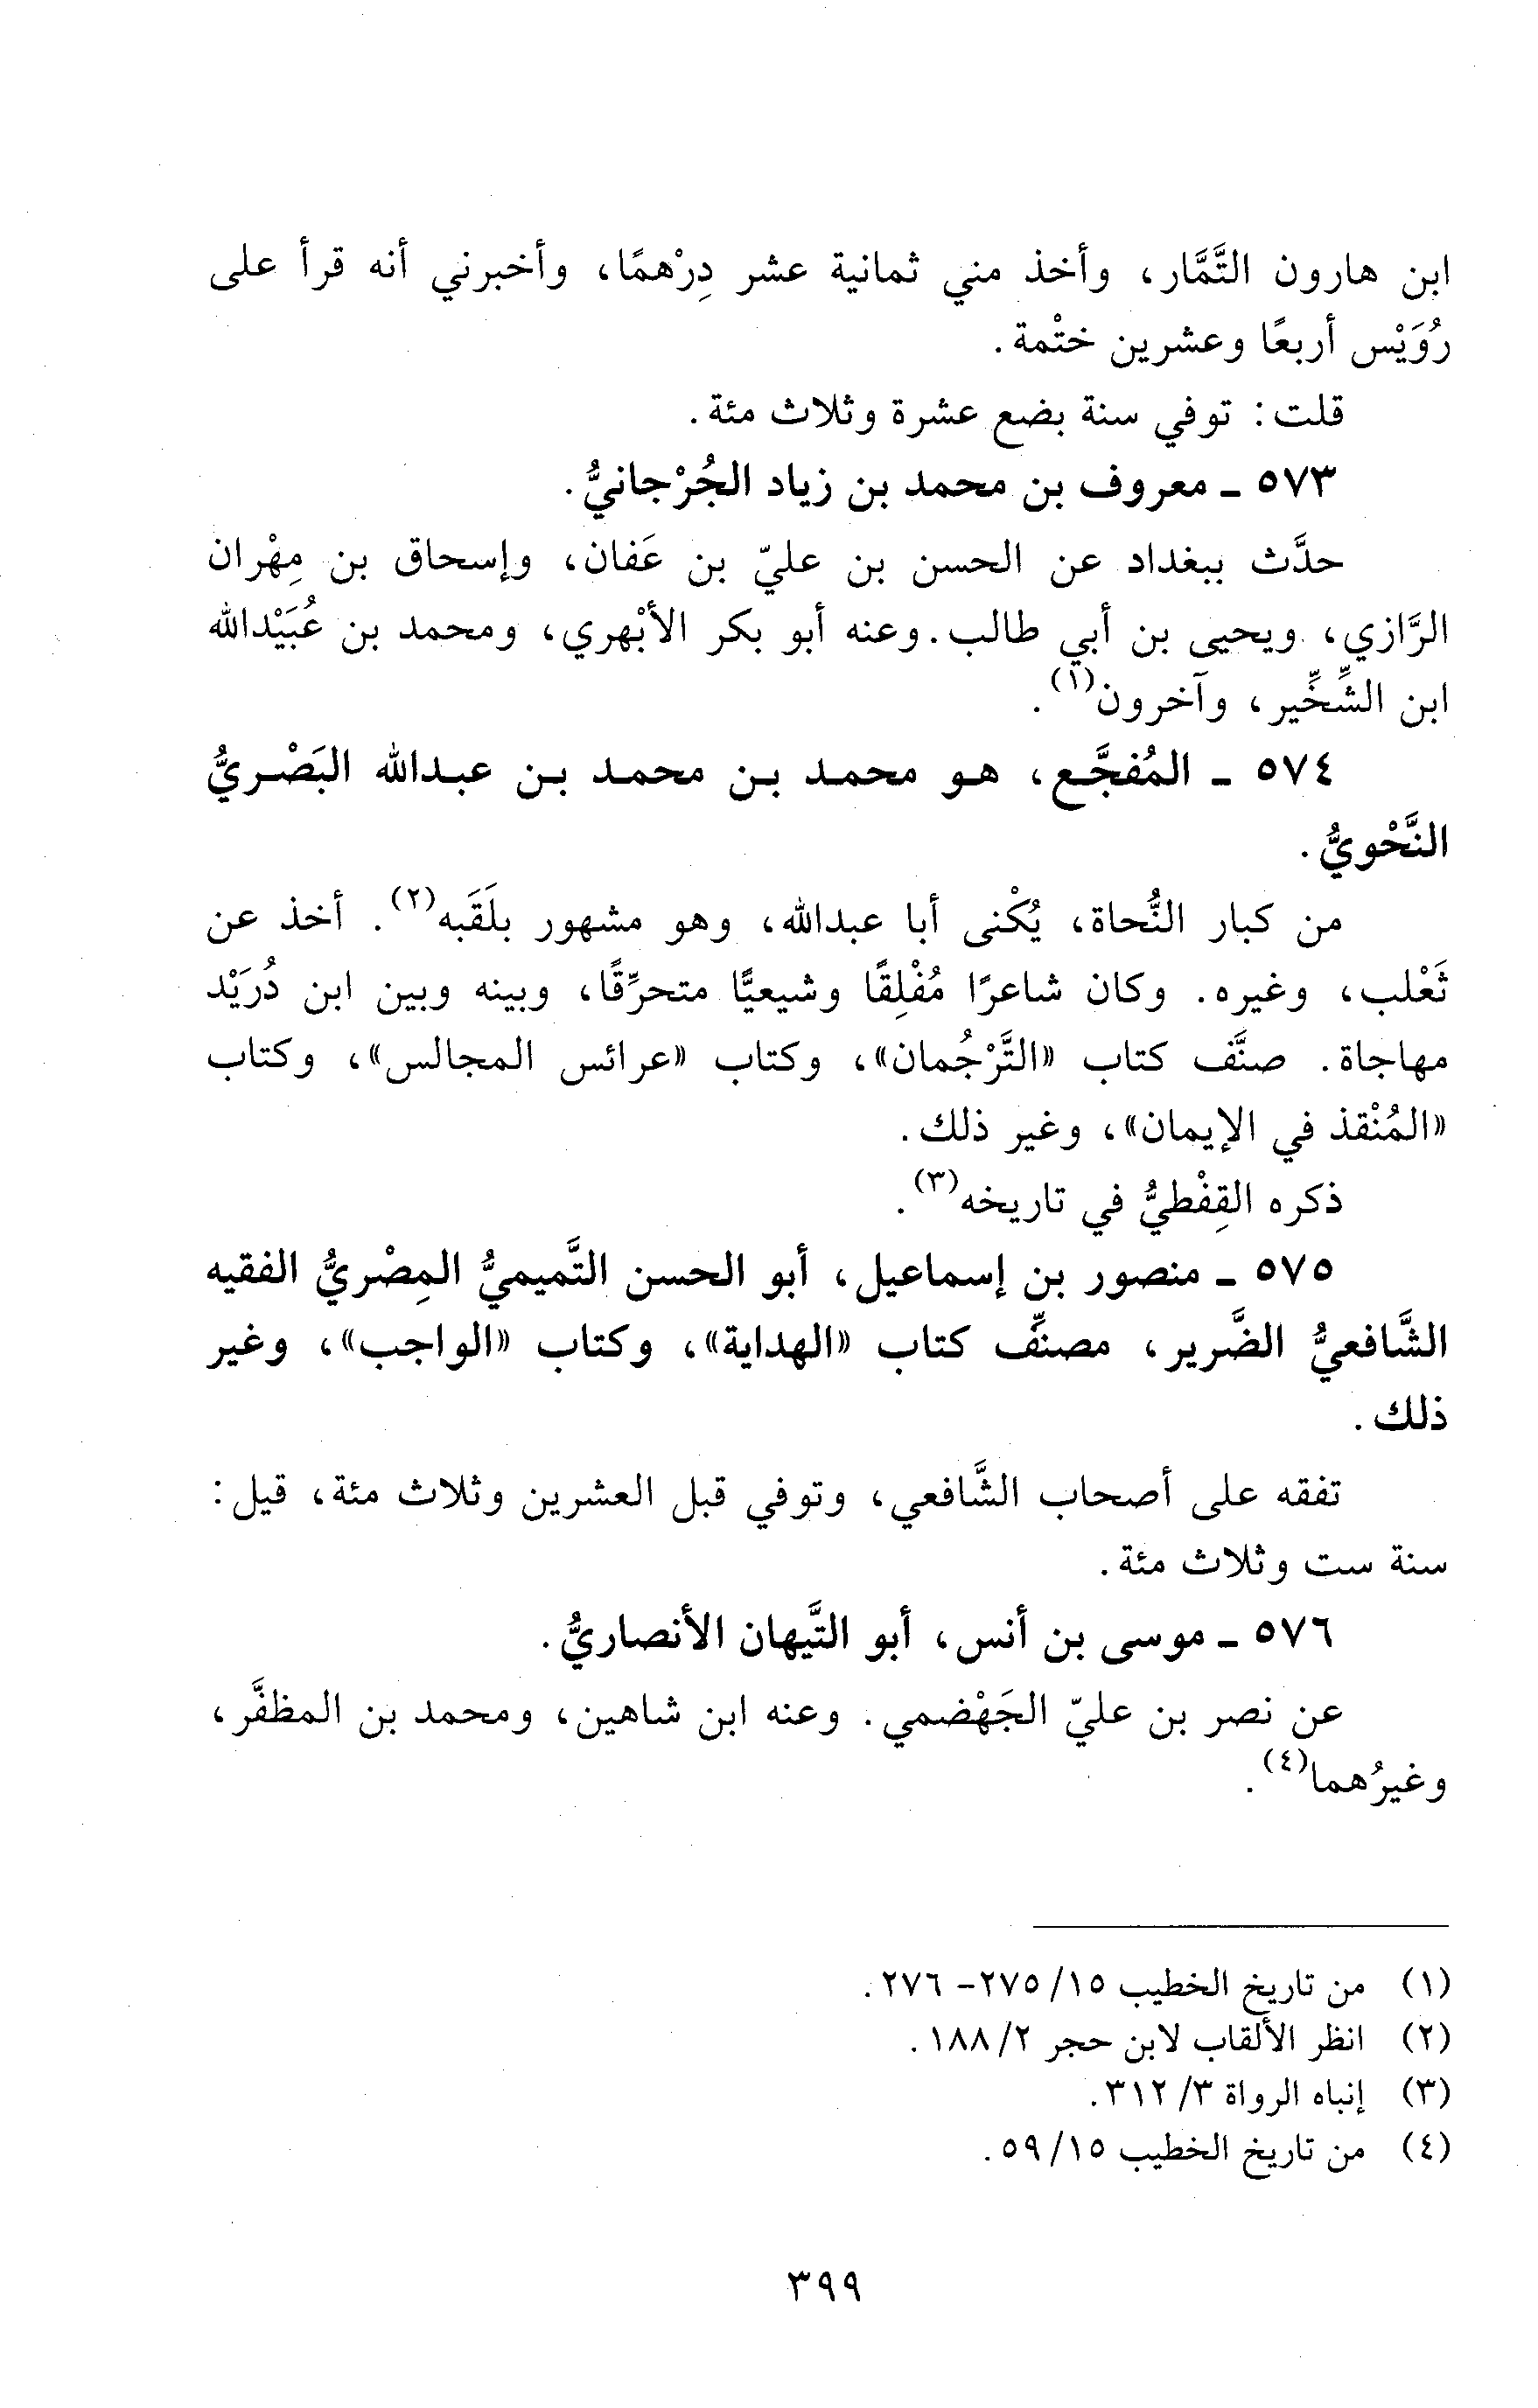 ابن هارون التَّمَّار، وأخذ مني ثمانية عشر دِرْهمًا، وأخبرني أنه قرأ على
رُوَيْس أربعًا وعشرين ختْمة.
قلت: توفي سنة بضع عشرة وثلاث مئة.
٥٧٣ - معروف بن محمد بن زياد الجُرْجانيُّ.
حدَّث ببغداد عن الحسن بن عليّ بن عَفان، وإسحاق بن مِهْران
الرَّازي، ويحيى بن أبي طالب. وعنه أبو بكر الأبْهري، ومحمد بن عُبَيْدالله
ابن الشِّخِّير، وآخرون(١).
٥٧٤ - المُفجَّع، هو محمد بن محمد بن عبدالله البَصْريُّ
النَّحْويُّ.
من كبار النُّحاة، يُكْنى أبا عبدالله، وهو مشهور بلَقَبه(٢). أخذ عن
ثَعْلب، وغيره. وكان شاعرًا مُفْلِقًا وشيعيًّا متحرِّقًا، وبينه وبين ابن دُرَيْد
مهاجاة. صنَّف كتاب «التَّرْجُمان»، وكتاب «عرائس المجالس»، وكتاب
«المُنْقذ في الإيمان»، وغير ذلك.
ذكره القِفْطيُّ في تاريخه(٣).
٥٧٥ - منصور بن إسماعيل، أبو الحسن التَّميميُّ المِصْريُّ الفقيه
الشَّافعيُّ الضَّرير، مصنِّف كتاب «الهداية»، وكتاب «الواجب»، وغير
ذلك.
تفقه على أصحاب الشَّافعي، وتوفي قبل العشرين وثلاث مئة، قيل:
سنة ست وثلاث مئة.
٥٧٦ - موسى بن أنس، أبو التَّيهان الأنصاريُّ.
عن نصر بن عليّ الجَهْضمي. وعنه ابن شاهين، ومحمد بن المظفَّر،
وغيرُهما(٤).
(١) من تاريخ الخطيب ١٥/ ٢٧٥- ٢٧٦.
(٢) انظر الألقاب لابن حجر ٢/ ١٨٨.
(٣) إنباه الرواة ٣/ ٣١٢.
(٤) من تاريخ الخطيب ١٥/ ٥٩.
٣٩٩